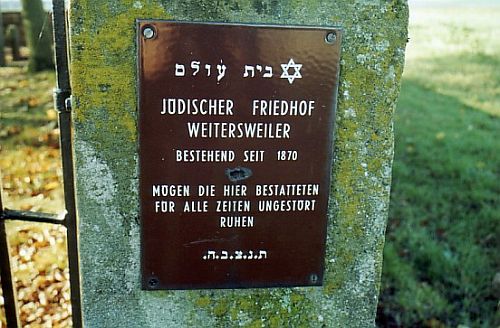 בית עולם ✡
JÜDISCHER FRIEDHOF
WEITERSWEILER
BESTEHEND SEIT 1870
MÖGEN DIE HIER BESTATTETEN
FÜR ALLE ZEITEN UNGESTÖRT
RUHEN
ת.נ.צ.ב.ה.